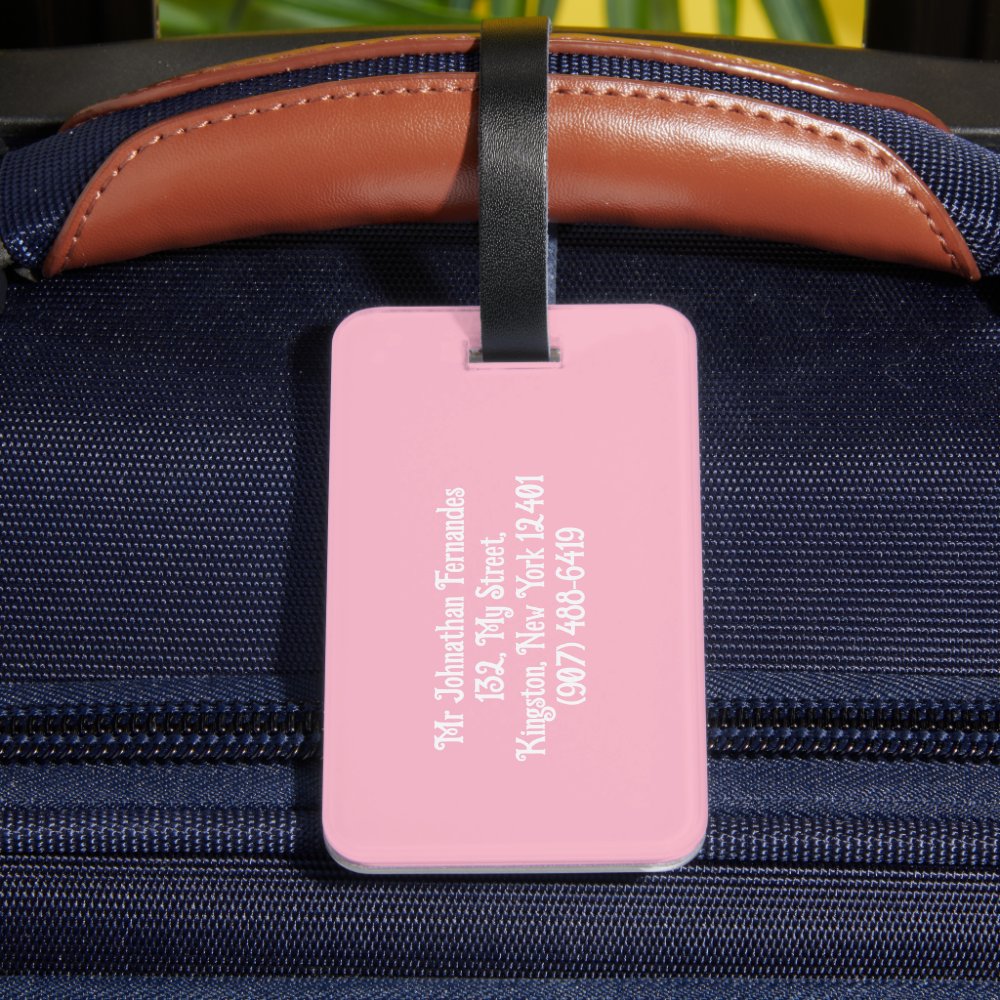 Mr Johnathan Fernandes
132, My Street,
Kingston, New York 12401
(907) 488-6419